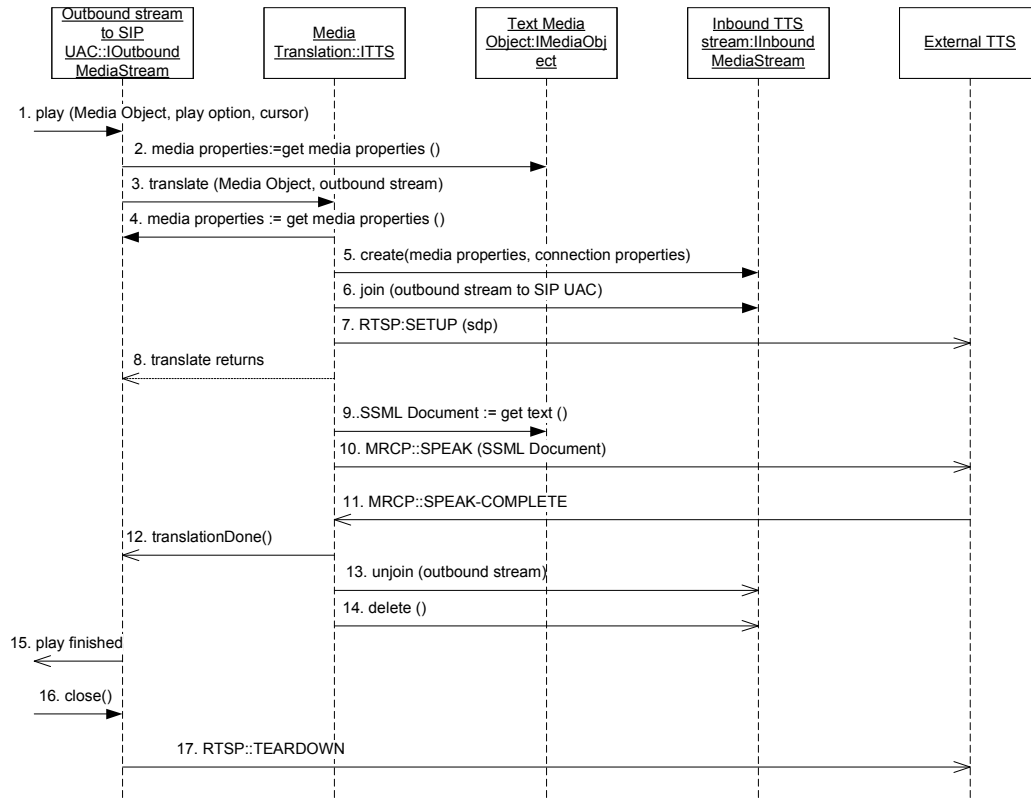 Outbound stream
to SIP
UAC::IOutbound
MediaStream
Media
Translation::ITTS
Text Media
Object:IMediaObj
ect
Inbound TTS
stream:IInbound
MediaStream
External TTS
1. play (Media Object, play option, cursor)
2. media properties:=get media properties ()
3. translate (Media Object, outbound stream)
4. media properties := get media properties ()
5. create(media properties, connection properties)
6. join (outbound stream to SIP UAC)
7. RTSP:SETUP (sdp)
8. translate returns
9..SSML Document := get text ()
10. MRCP::SPEAK (SSML Document)
11. MRCP::SPEAK-COMPLETE
12. translationDone()
13. unjoin (outbound stream)
14. delete ()
15. play finished
16. close()
17. RTSP::TEARDOWN